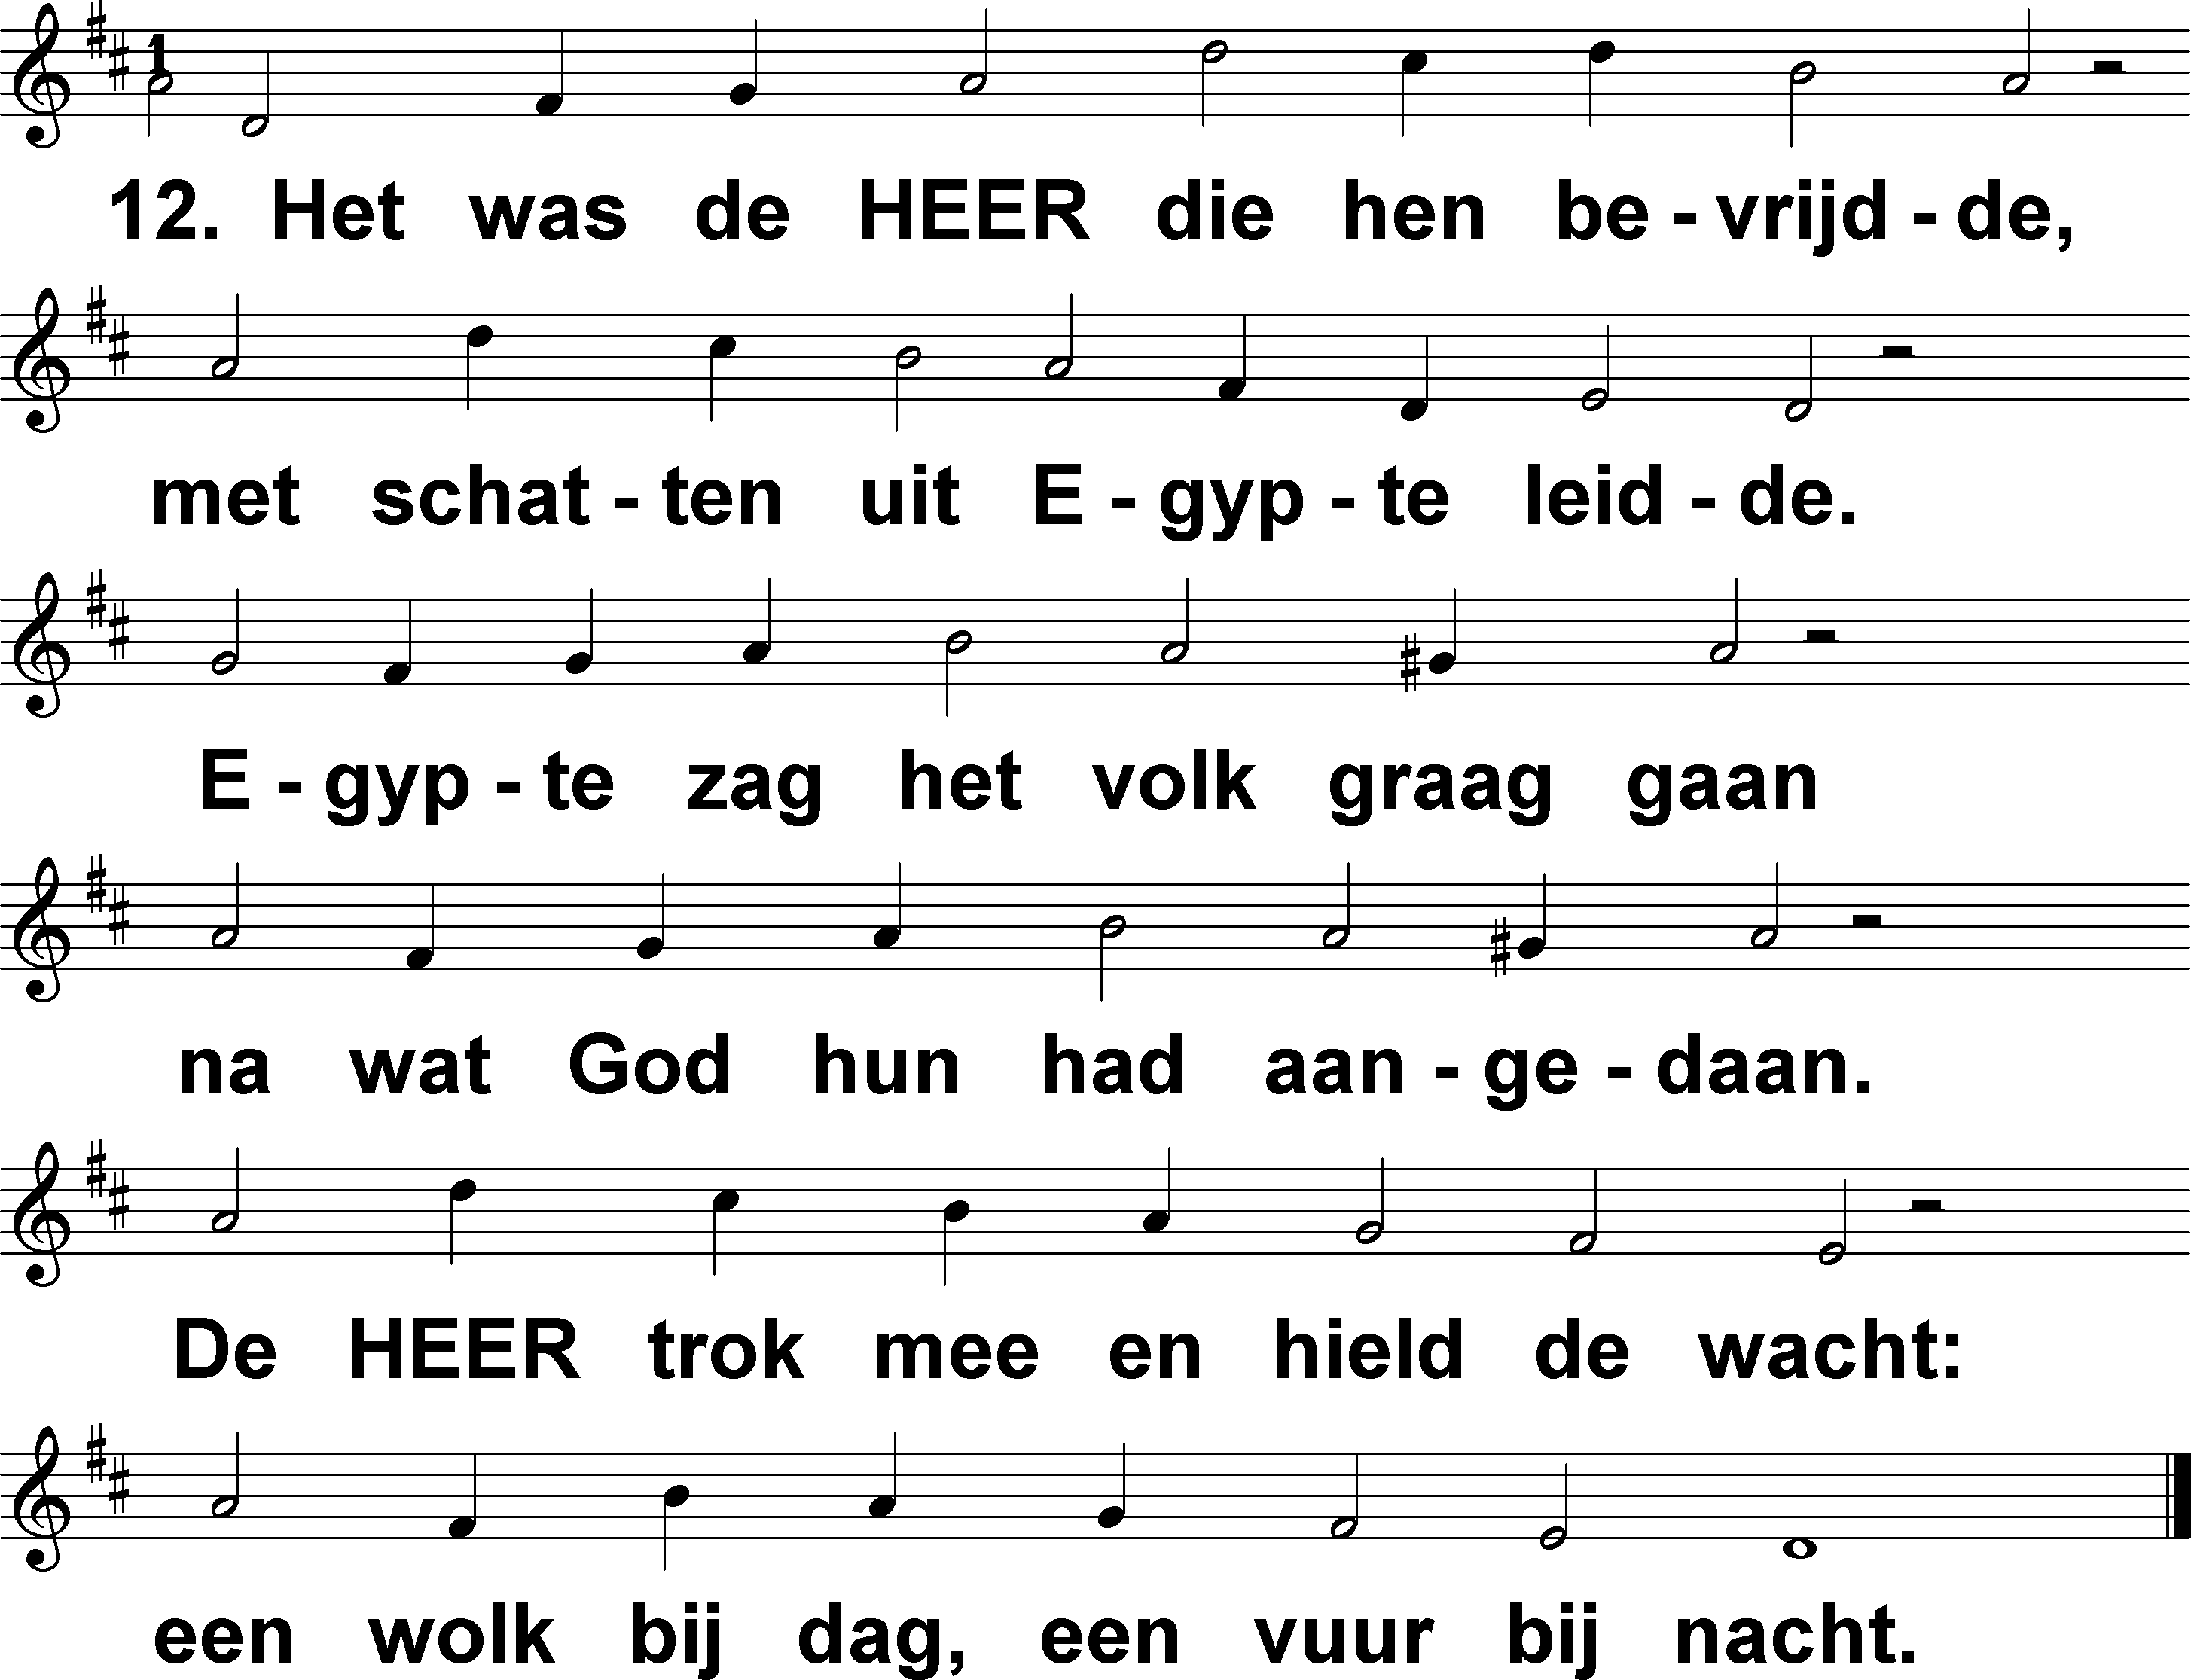 1
12. Het was de HEER die hen be - vrijd - de,
met schat - ten uit E - gyp - te leid - de.
E - gyp - te zag het volk graag gaan
na wat God hun had aan - ge - daan.
De HEER trok mee en hield de wacht:
een wolk bij dag, een vuur bij nacht.